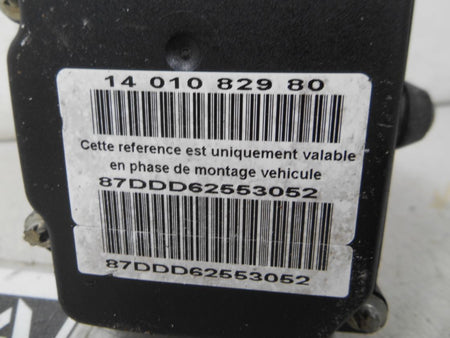 14 010 829 80
Cette reference est uniquement valable
en phase de montage vehicule
87DDD62553052
87DDD62553052